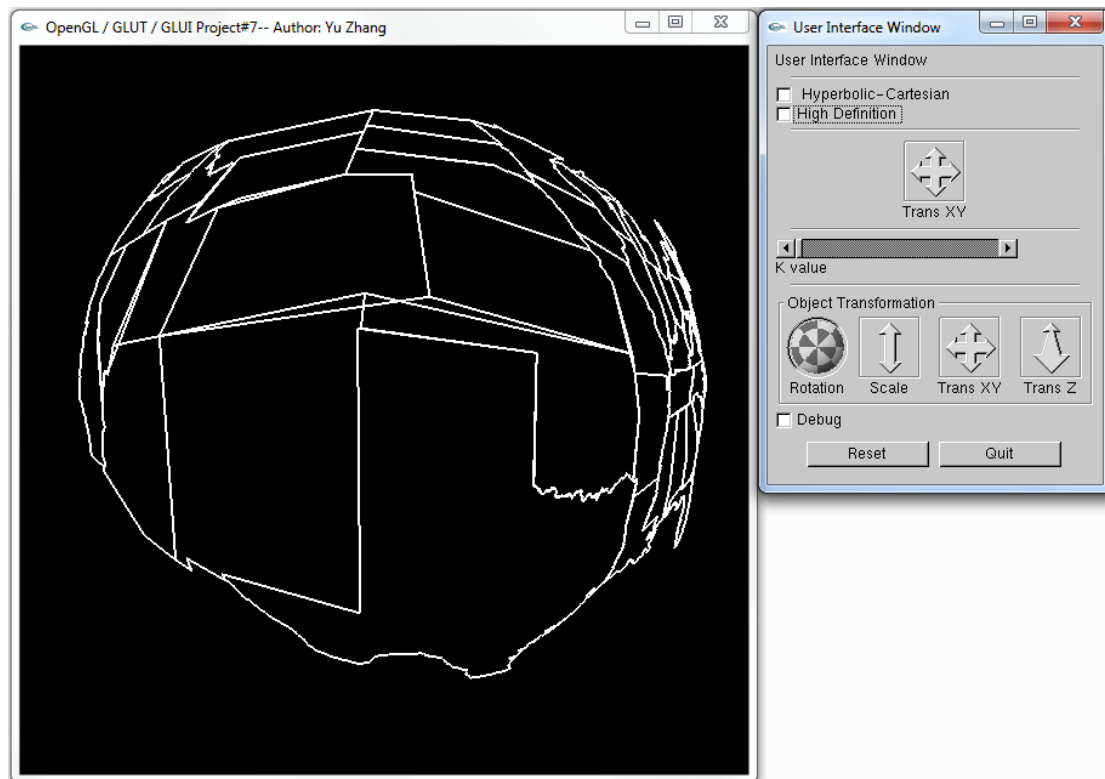 OpenGL / GLUT / GLUI Project#7-- Author: Yu Zhang
User Interface Window
User Interface Window
Hyperbolic-Cartesian
High Definition
Trans XY
K value
Object Transformation
Rotation Scale Trans XY Trans Z
Debug
Reset Quit